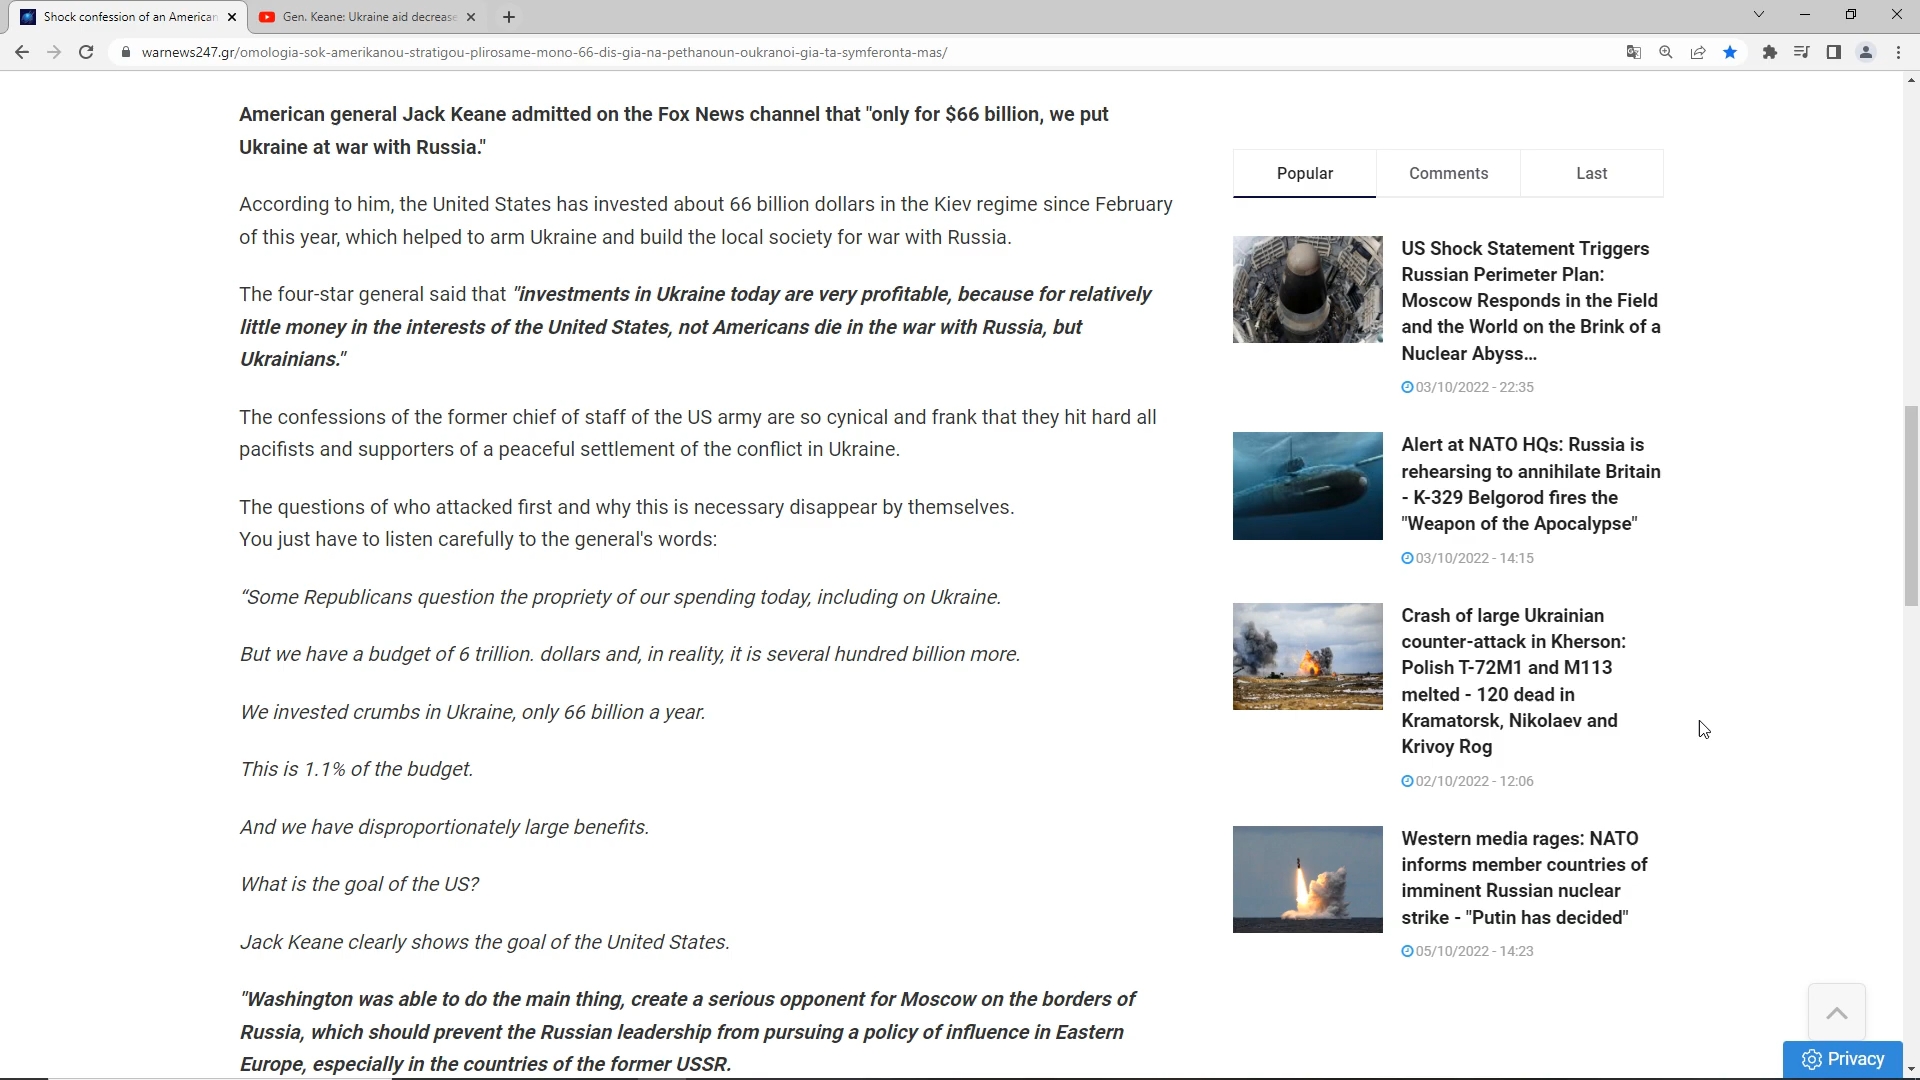 Shock confession of an American
Gen. Keane: Ukraine aid decrease
warnews247.gr/omologia-sok-amerikanou-stratigou-plirosame-mono-66-dis-gia-na-pethanoun-oukranoi-gia-ta-symferonta-mas/
American general Jack Keane admitted on the Fox News channel that "only for $66 billion, we put
Ukraine at war with Russia."
According to him, the United States has invested about 66 billion dollars in the Kiev regime since February
of this year, which helped to arm Ukraine and build the local society for war with Russia.
The four-star general said that "investments in Ukraine today are very profitable, because for relatively
little money in the interests of the United States, not Americans die in the war with Russia, but
Ukrainians."
The confessions of the former chief of staff of the US army are so cynical and frank that they hit hard all
pacifists and supporters of a peaceful settlement of the conflict in Ukraine.
The questions of who attacked first and why this is necessary disappear by themselves.
You just have to listen carefully to the general's words:
“Some Republicans question the propriety of our spending today, including on Ukraine.
But we have a budget of 6 trillion. dollars and, in reality, it is several hundred billion more.
We invested crumbs in Ukraine, only 66 billion a year.
This is 1.1% of the budget.
And we have disproportionately large benefits.
What is the goal of the US?
Jack Keane clearly shows the goal of the United States.
"Washington was able to do the main thing, create a serious opponent for Moscow on the borders of
Russia, which should prevent the Russian leadership from pursuing a policy of influence in Eastern
Europe, especially in the countries of the former USSR.
Popular
Comments
Last
US Shock Statement Triggers
Russian Perimeter Plan:
Moscow Responds in the Field
and the World on the Brink of a
Nuclear Abyss...
03/10/2022 - 22:35
Alert at NATO HQs: Russia is
rehearsing to annihilate Britain
- K-329 Belgorod fires the
"Weapon of the Apocalypse"
03/10/2022 - 14:15
Crash of large Ukrainian
counter-attack in Kherson:
Polish T-72M1 and M113
melted - 120 dead in
Kramatorsk, Nikolaev and
Krivoy Rog
02/10/2022 - 12:06
Western media rages: NATO
informs member countries of
imminent Russian nuclear
strike - "Putin has decided"
05/10/2022 - 14:23
Privacy